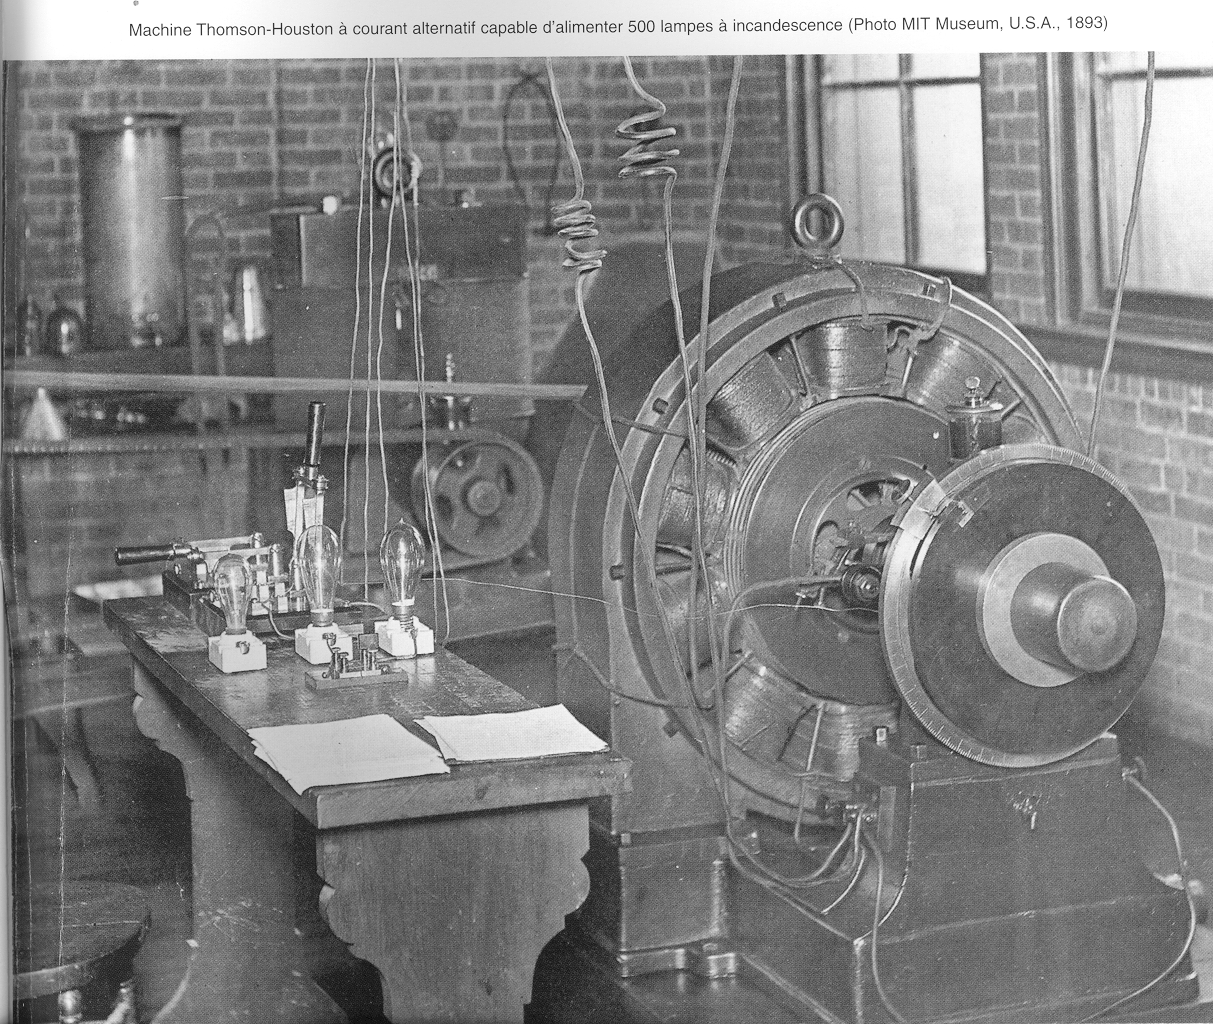 Machine Thomson-Houston à courant alternatif capable d'alimenter 500 lampes à incandescence (Photo MIT Museum, U.S.A., 1893)